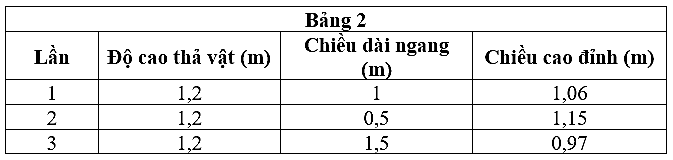 Bảng 2
Lần Độ cao thả vật (m) Chiều dài ngang (m) Chiều cao đỉnh (m)
1 1,2 1 1,06
2 1,2 0,5 1,15
3 1,2 1,5 0,97